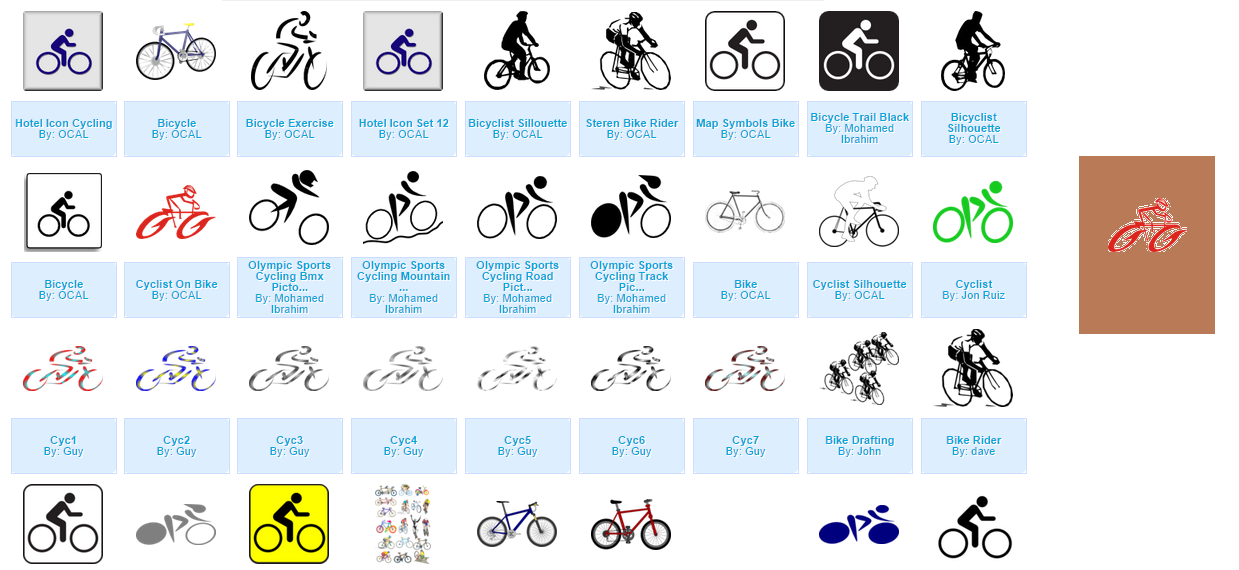 Hotel Icon Cycling
By: OCAL
Bicycle
By: OCAL
Bicycle Exercise
By: OCAL
Hotel Icon Set 12
By: OCAL
Bicyclist Sillouette
By: OCAL
Steren Bike Rider
By: OCAL
Map Symbols Bike
By: OCAL
Bicycle Trail Black
By: Mohamed
Ibrahim
Bicyclist
Silhouette
By: OCAL
Bicycle
By: OCAL
Cyclist On Bike
By: OCAL
Olympic Sports
Cycling Bmx
Picto...
By: Mohamed
Ibrahim
Olympic Sports
Cycling Mountain
...
By: Mohamed
Ibrahim
Olympic Sports
Cycling Road
Pict...
By: Mohamed
Ibrahim
Olympic Sports
Cycling Track
Pic...
By: Mohamed
Ibrahim
Bike
By: OCAL
Cyclist Silhouette
By: OCAL
Cyclist
By: Jon Ruiz
Cyc1
By: Guy
Cyc2
By: Guy
Cyc3
By: Guy
Cyc4
By: Guy
Cyc5
By: Guy
Cyc6
By: Guy
Cyc7
By: Guy
Bike Drafting
By: John
Bike Rider
By: dave